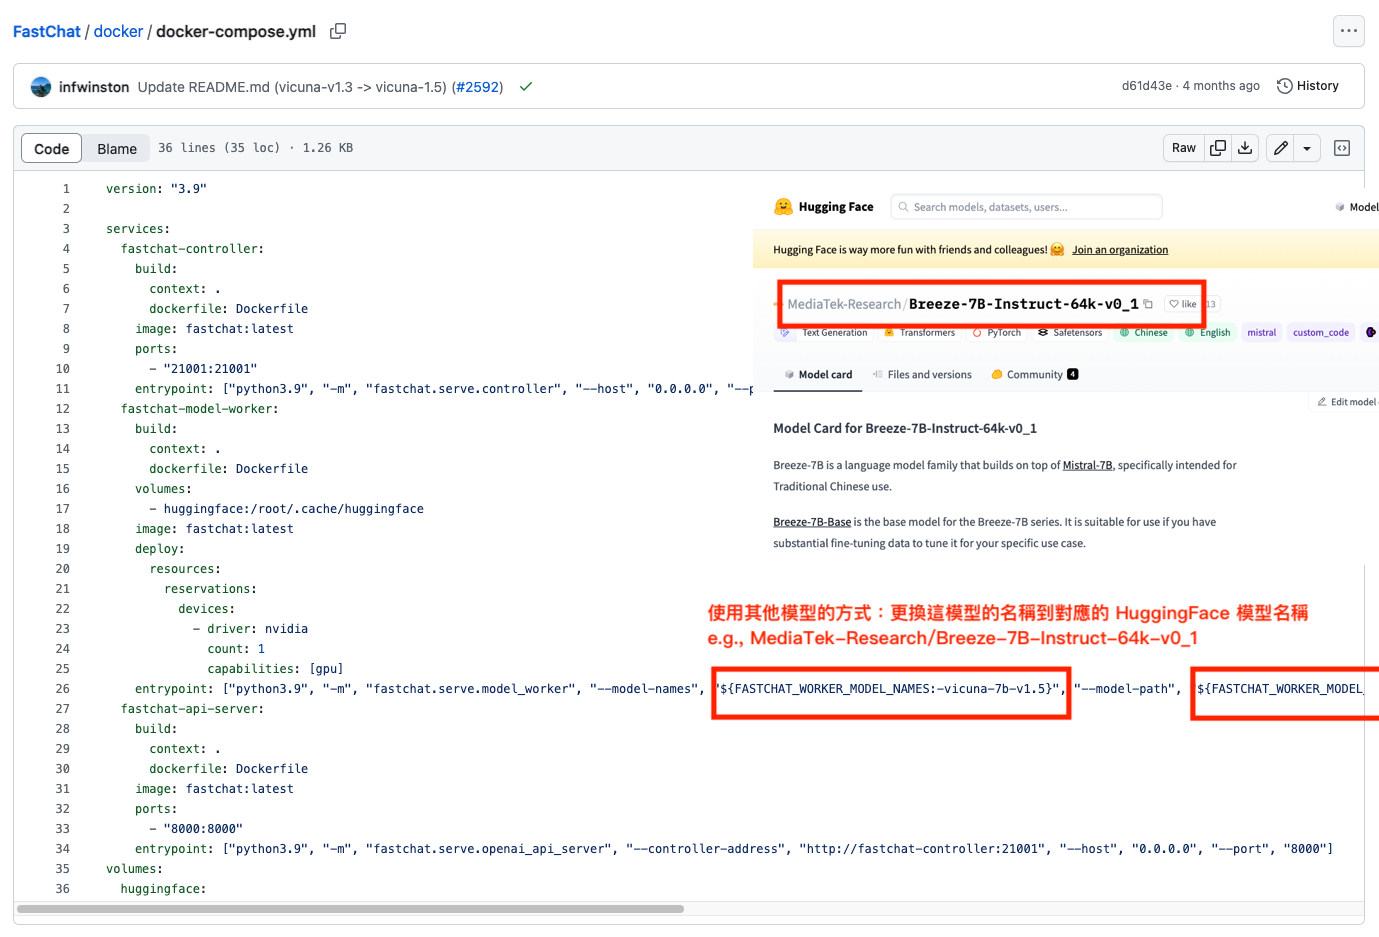 FastChat / docker / docker-compose.yml
infwinston Update README.md (vicuna-v1.3 -> vicuna-1.5) (#2592)
d61d43e · 4 months ago History
Code Blame 36 lines (35 loc) · 1.26 KB
Raw
1 version: "3.9"
2
3 services:
4 fastchat-controller:
5 build:
6 context: .
7 dockerfile: Dockerfile
8 image: fastchat:latest
9 ports:
10 - "21001:21001"
11 entrypoint: ["python3.9", "-m", "fastchat.serve.controller", "--host", "0.0.0.0", "--p
12 fastchat-model-worker:
13 build:
14 context: .
15 dockerfile: Dockerfile
16 volumes:
17 - huggingface:/root/.cache/huggingface
18 image: fastchat:latest
19 deploy:
20 resources:
21 reservations:
22 devices:
23 - driver: nvidia
24 count: 1
25 capabilities: [gpu]
26 entrypoint: ["python3.9", "-m", "fastchat.serve.model_worker", "--model-names", "${FASTCHAT_WORKER_MODEL_NAMES:-vicuna-7b-v1.5}", "--model-path", "${FASTCHAT_WORKER_MODEL_
27 fastchat-api-server:
28 build:
29 context: .
30 dockerfile: Dockerfile
31 image: fastchat:latest
32 ports:
33 - "8000:8000"
34 entrypoint: ["python3.9", "-m", "fastchat.serve.openai_api_server", "--controller-address", "http://fastchat-controller:21001", "--host", "0.0.0.0", "--port", "8000"]
35 volumes:
36 huggingface:
Hugging Face Search models, datasets, users... Model
Hugging Face is way more fun with friends and colleagues! 🤗 Join an organization
MediaTek-Research/Breeze-7B-Instruct-64k-v0_1 like 13
Text Generation Transformers PyTorch Safetensors Chinese English mistral custom_code
Model card Files and versions Community 4
Edit model
Model Card for Breeze-7B-Instruct-64k-v0_1
Breeze-7B is a language model family that builds on top of Mistral-7B, specifically intended for
Traditional Chinese use.
Breeze-7B-Base is the base model for the Breeze-7B series. It is suitable for use if you have
substantial fine-tuning data to tune it for your specific use case.
使用其他模型的方式：更換這模型的名稱到對應的 HuggingFace 模型名稱
e.g., MediaTek-Research/Breeze-7B-Instruct-64k-v0_1